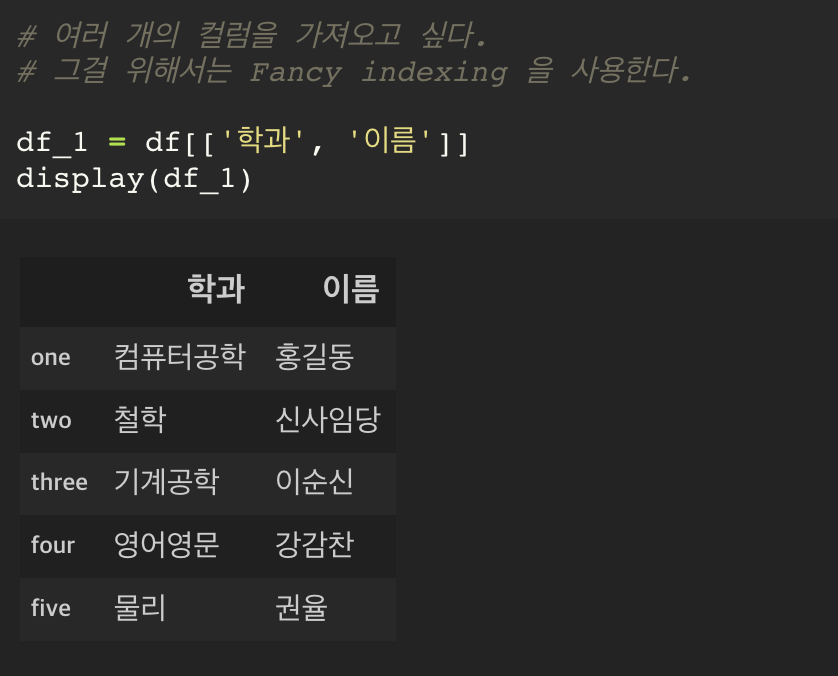 # 여러 개의 컬럼을 가져오고 싶다.
# 그걸 위해서는 Fancy indexing 을 사용한다.
df_1 = df[['학과', '이름']]
display(df_1)
학과 이름
one 컴퓨터공학 홍길동
two 철학 신사임당
three 기계공학 이순신
four 영어영문 강감찬
five 물리 권율